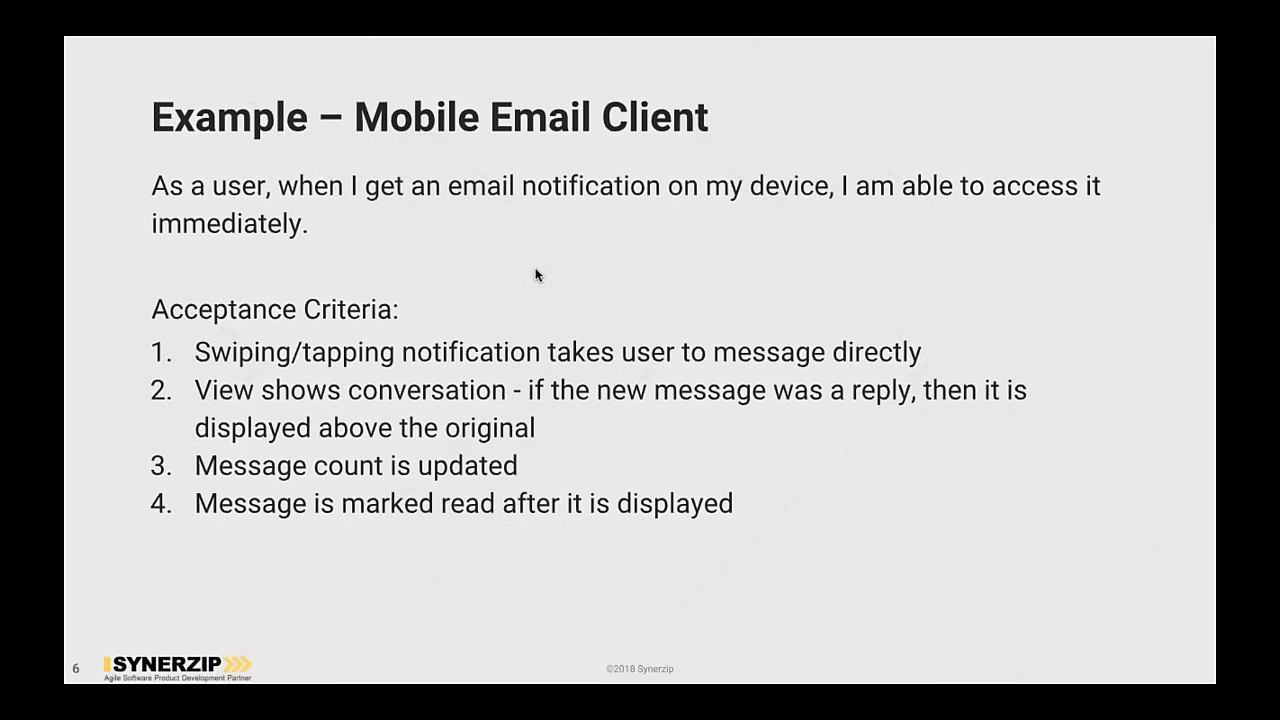 Example – Mobile Email Client
As a user, when I get an email notification on my device, I am able to access it
immediately.
Acceptance Criteria:
1. Swiping/tapping notification takes user to message directly
2. View shows conversation - if the new message was a reply, then it is
displayed above the original
3. Message count is updated
4. Message is marked read after it is displayed
6
SYNERZIP
Agile Software Product Development Partner
©2018 Synerzip